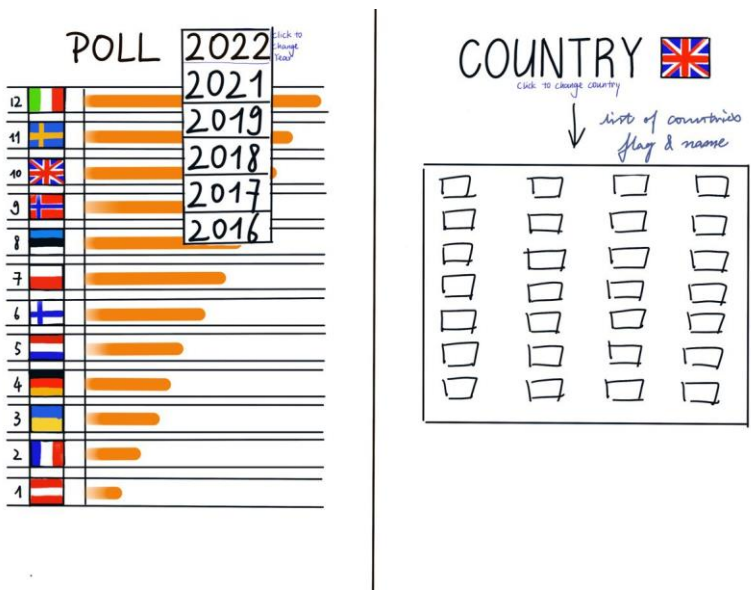 POLL 2022
Click to
change
Year
2021
2019
2018
2017
2016
12
11
10
9
8
7
6
5
4
3
2
1
COUNTRY
Click to change country
list of countries
flag & name